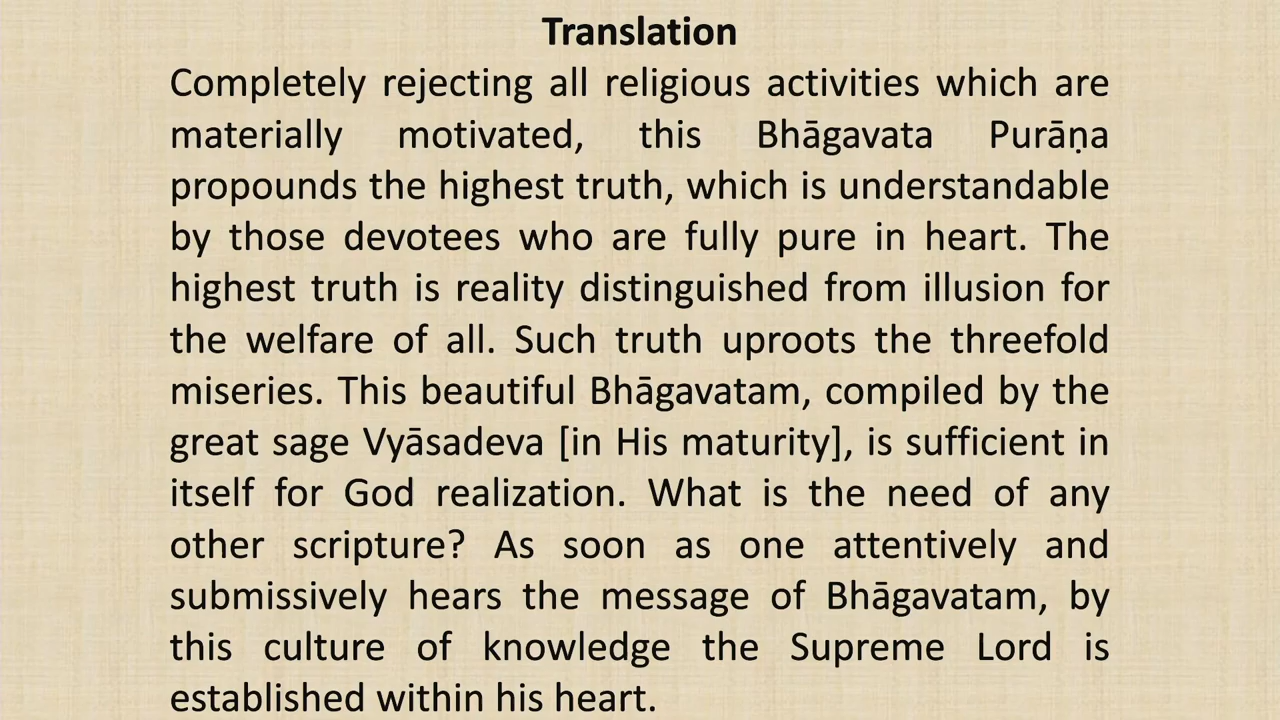 Translation
Completely rejecting all religious activities which are
materially motivated, this Bhāgavata Purāṇa
propounds the highest truth, which is understandable
by those devotees who are fully pure in heart. The
highest truth is reality distinguished from illusion for
the welfare of all. Such truth uproots the threefold
miseries. This beautiful Bhāgavatam, compiled by the
great sage Vyāsadeva [in His maturity], is sufficient in
itself for God realization. What is the need of any
other scripture? As soon as one attentively and
submissively hears the message of Bhāgavatam, by
this culture of knowledge the Supreme Lord is
established within his heart.